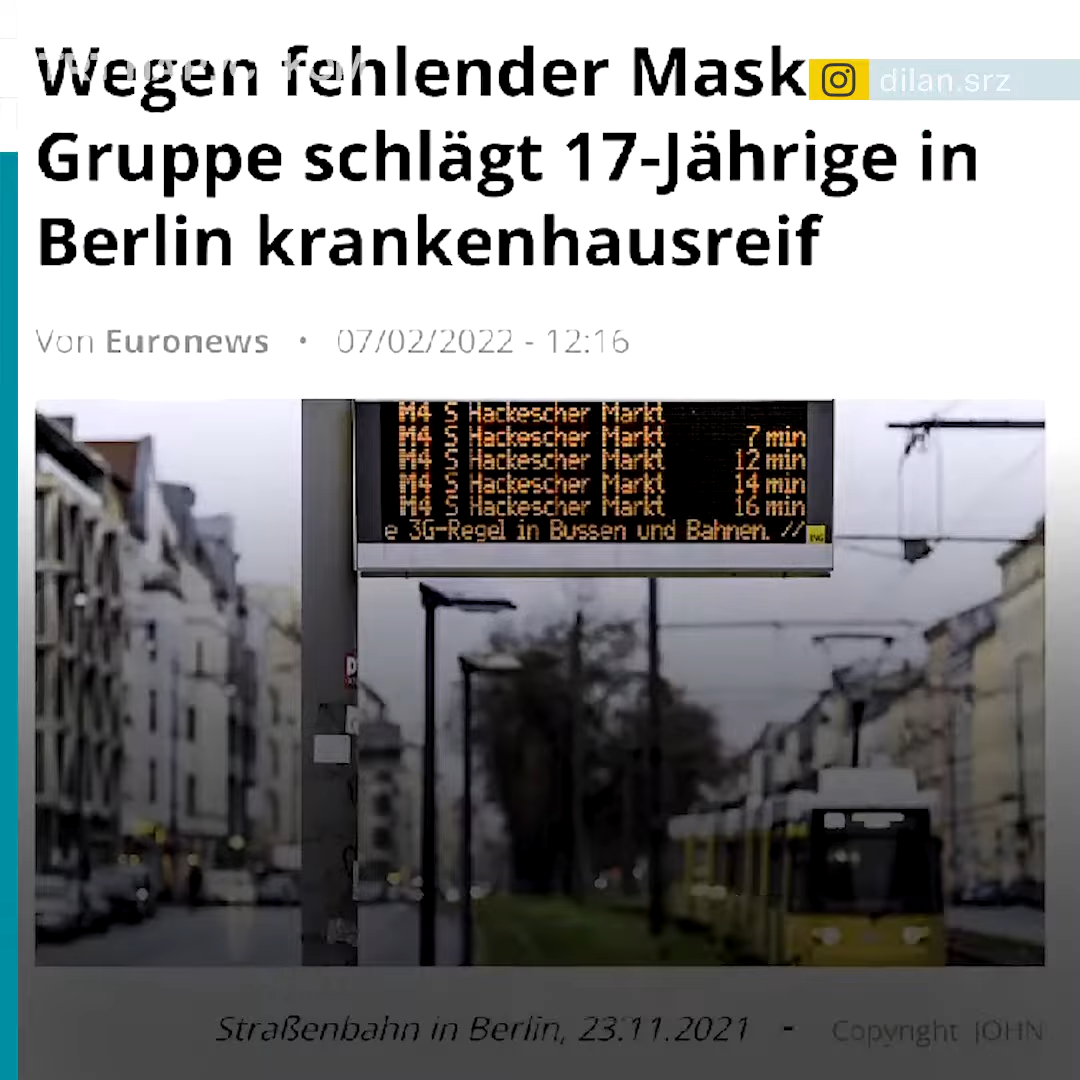 Wegen fehlender Mask
dilan.srz
Gruppe schlägt 17-Jährige in
Berlin krankenhausreif
Von Euronews • 07/02/2022 - 12:16
M4 S Hackescher Markt
M4 S Hackescher Markt 7 min
M4 S Hackescher Markt 12 min
M4 S Hackescher Markt 14 min
M4 S Hackescher Markt 16 min
e 3G-Regel in Bussen und Bahnen. //
Straßenbahn in Berlin, 23.11.2021 - Copyright JOHN